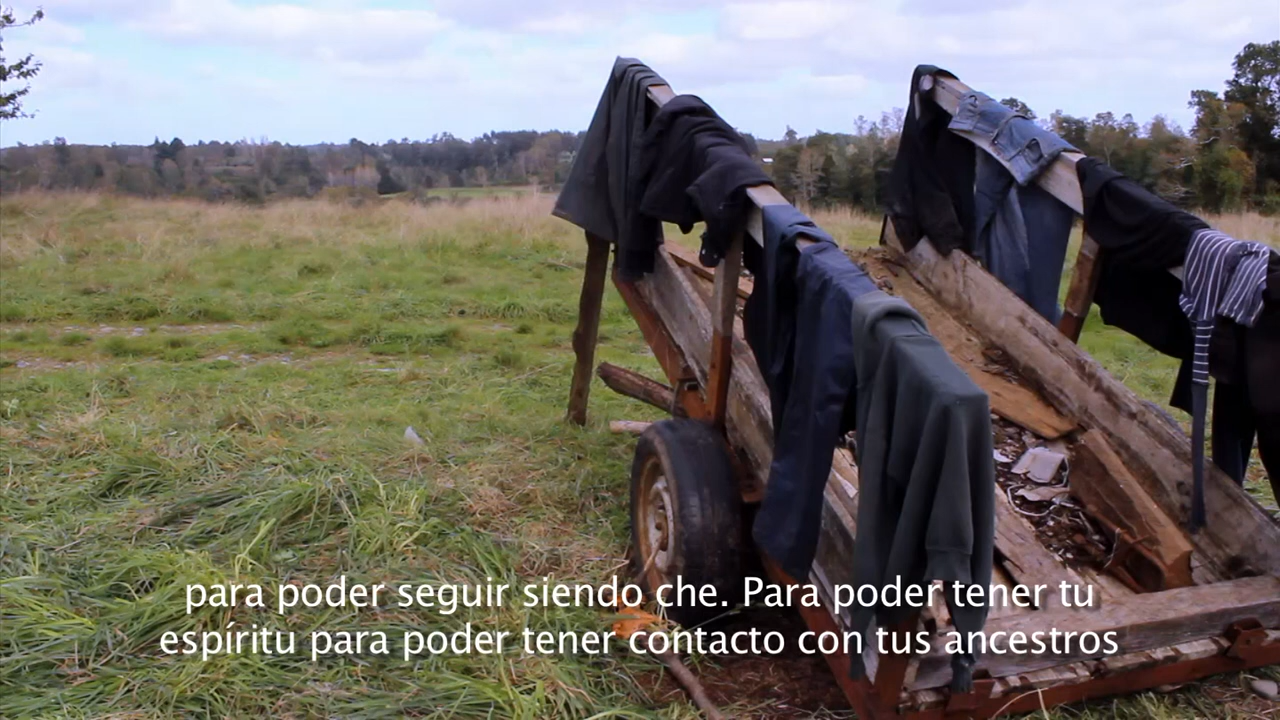 para poder seguir siendo che. Para poder tener tu
espíritu para poder tener contacto con tus ancestros